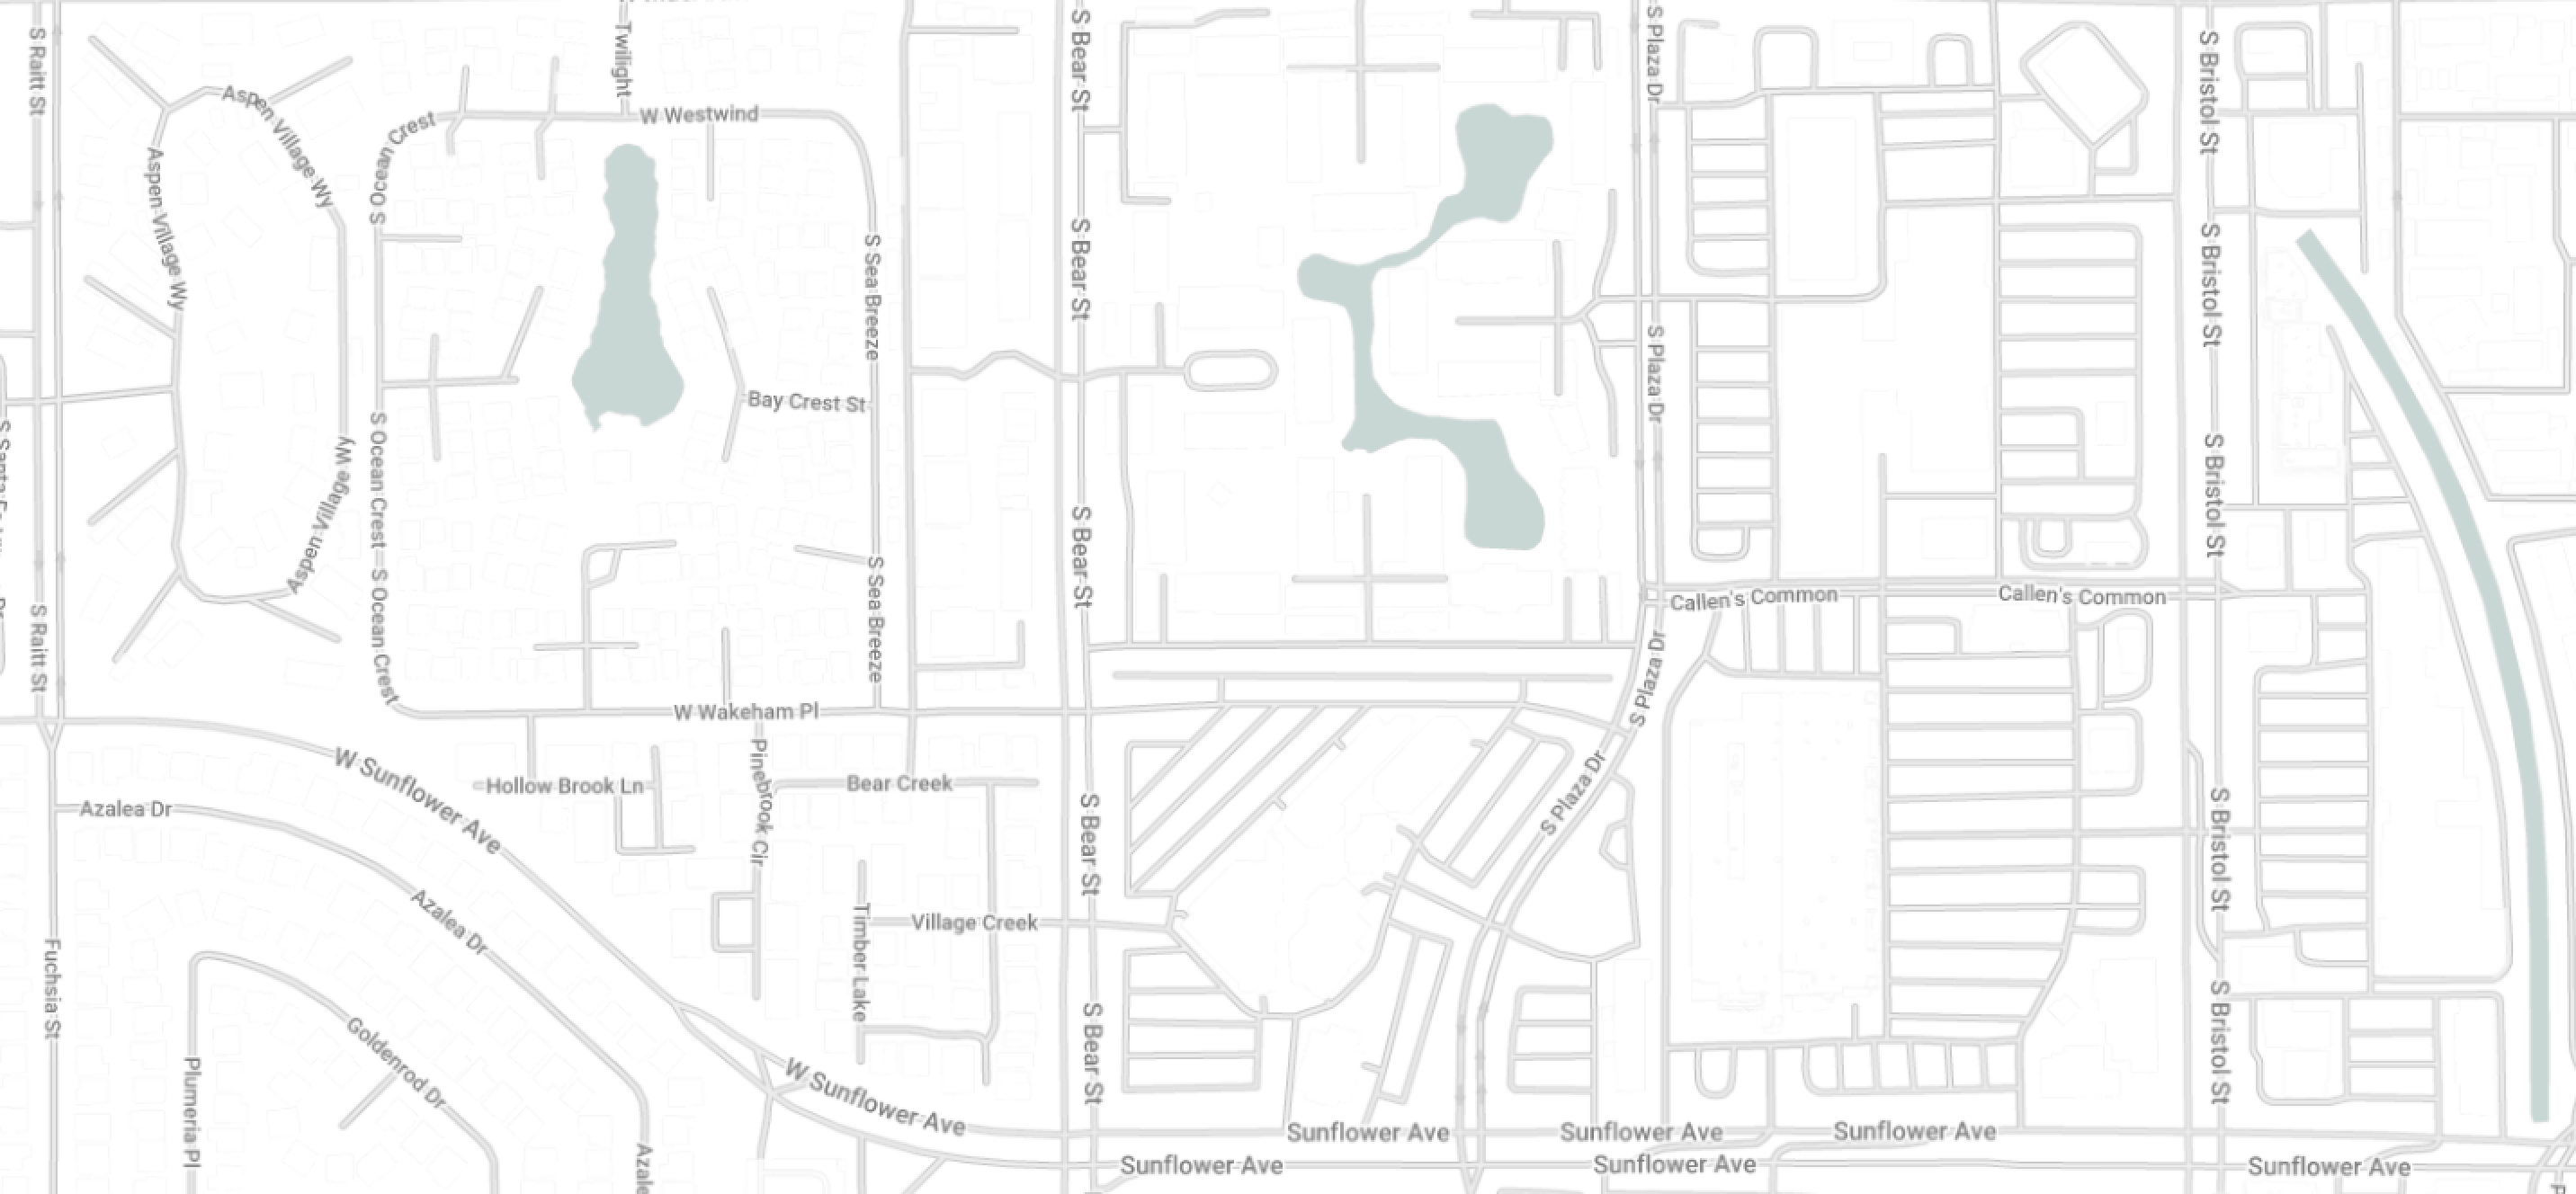 S Raitt St
Twilight
S Bear St
S Plaza Dr
S Bristol St
Aspen Village Wy
S Ocean Crest
W Westwind
Aspen Village Wy
S Sea Breeze
S Bear St
S Bristol St
S Plaza Dr
Bay Crest St
S Ocean Crest
Aspen Village Wy
S Bear St
S Bristol St
S Raitt St
S Ocean Crest
S Sea Breeze
Callen's Common
Callen's Common
S Plaza Dr
W Wakeham Pl
W Sunflower Ave
Hollow Brook Ln
Pinebrook Cir
Bear Creek
S Plaza Dr
Azalea Dr
S Bear St
S Bristol St
Azalea Dr
Timber Lake
Village Creek
Fuchsia St
Goldenrod Dr
Plumeria Pl
S Bear St
S Bristol St
W Sunflower Ave
Sunflower Ave
Sunflower Ave
Sunflower Ave
Sunflower Ave
Sunflower Ave
Sunflower Ave
Azale